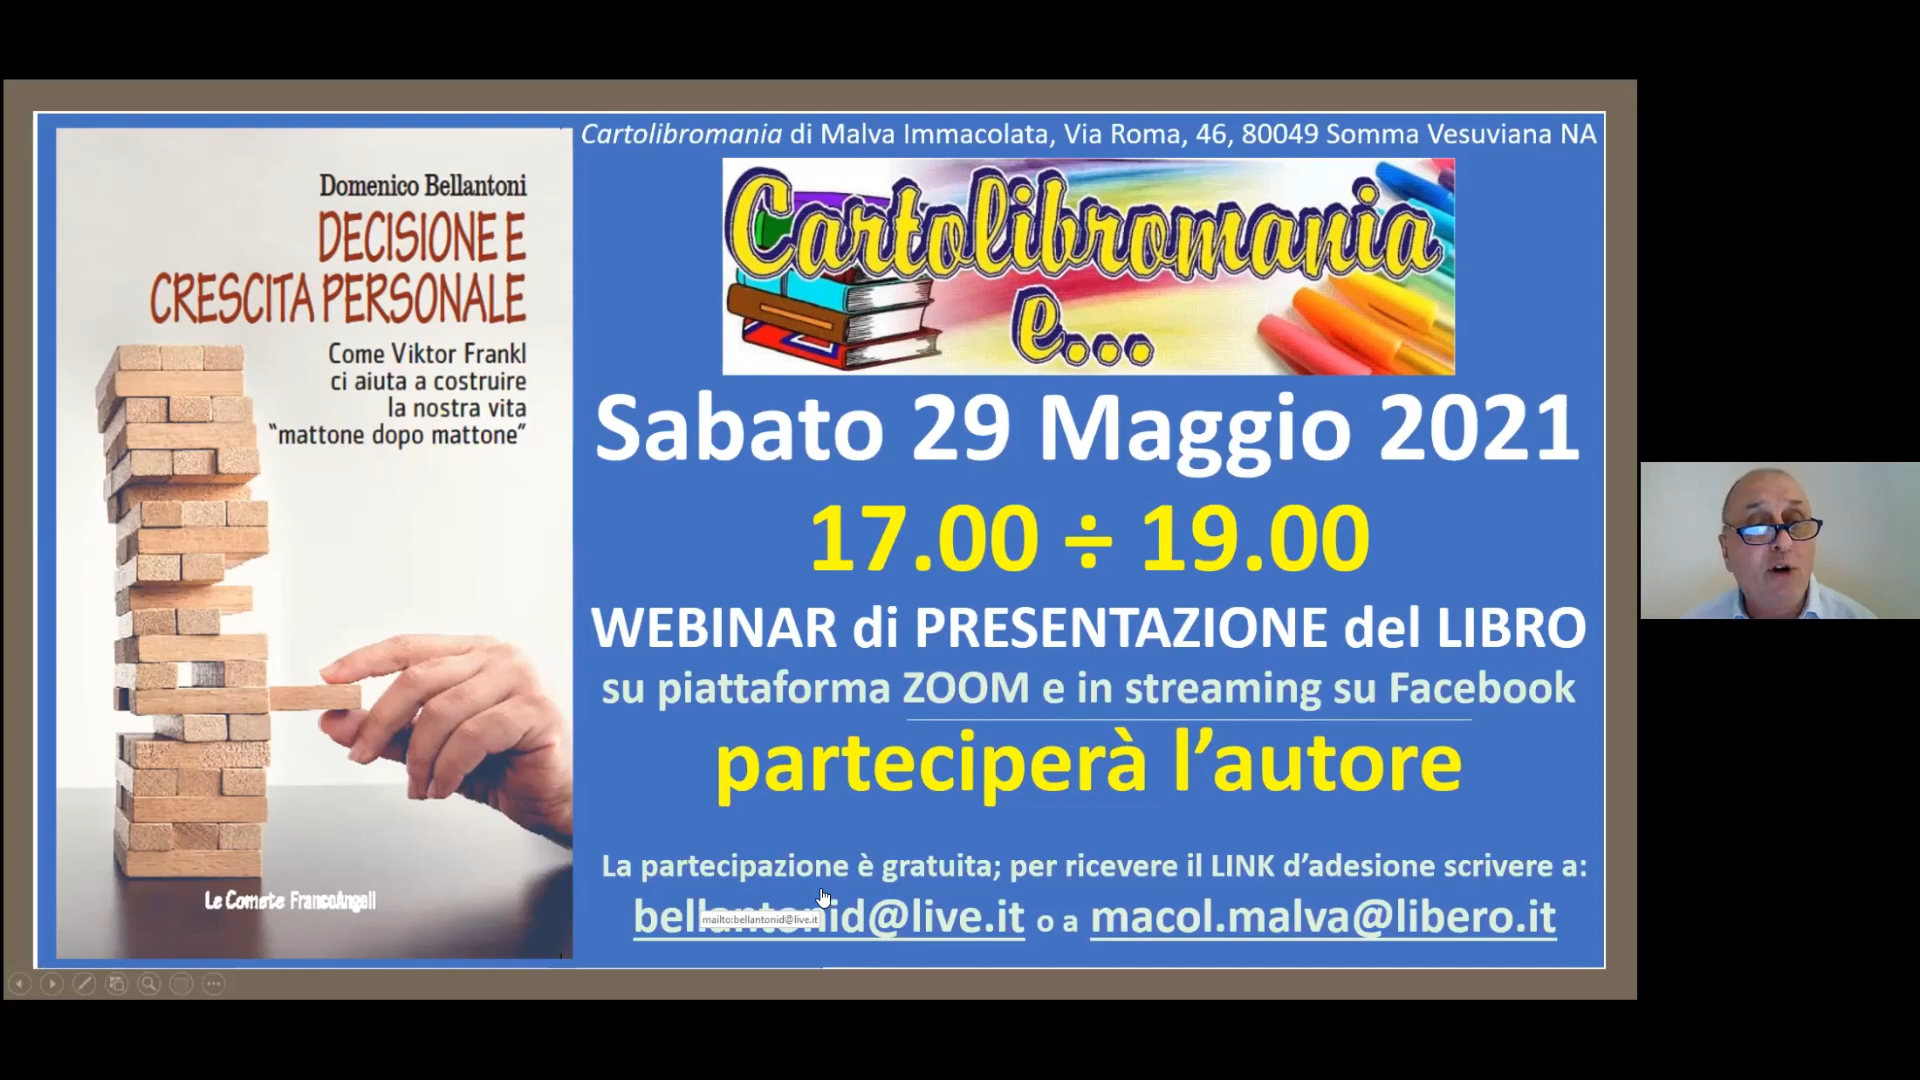 Domenico Bellantoni
DECISIONE E
CRESCITA PERSONALE
Come Viktor Frankl
ci aiuta a costruire
la nostra vita
“mattone dopo mattone”
Le Comete FrancoAngeli
Cartolibromania di Malva Immacolata, Via Roma, 46, 80049 Somma Vesuviana NA
Cartolibromania
e...
Sabato 29 Maggio 2021
17.00 ÷ 19.00
WEBINAR di PRESENTAZIONE del LIBRO
su piattaforma ZOOM e in streaming su Facebook
parteciperà l’autore
La partecipazione è gratuita; per ricevere il LINK d’adesione scrivere a:
bellantonid@live.it o a macol.malva@libero.it
mailto:bellantonid@live.it